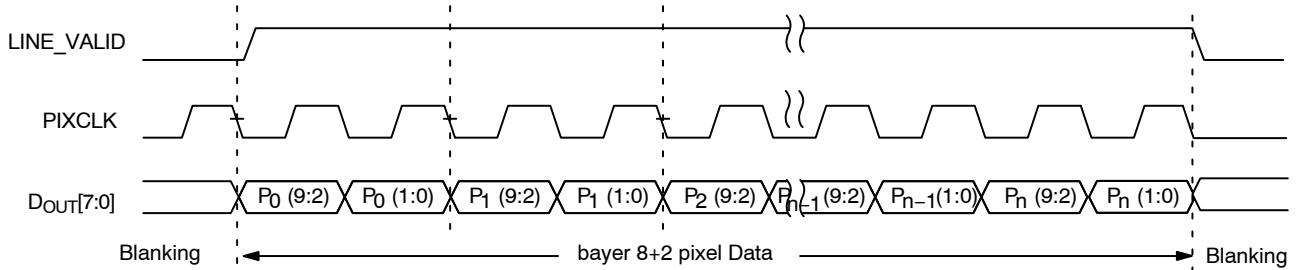 LINE_VALID
PIXCLK
DOUT[7:0] P0 (9:2) P0 (1:0) P1 (9:2) P1 (1:0) P2 (9:2) Pn−1 (9:2) Pn−1(1:0) Pn (9:2) Pn (1:0)
Blanking bayer 8+2 pixel Data Blanking